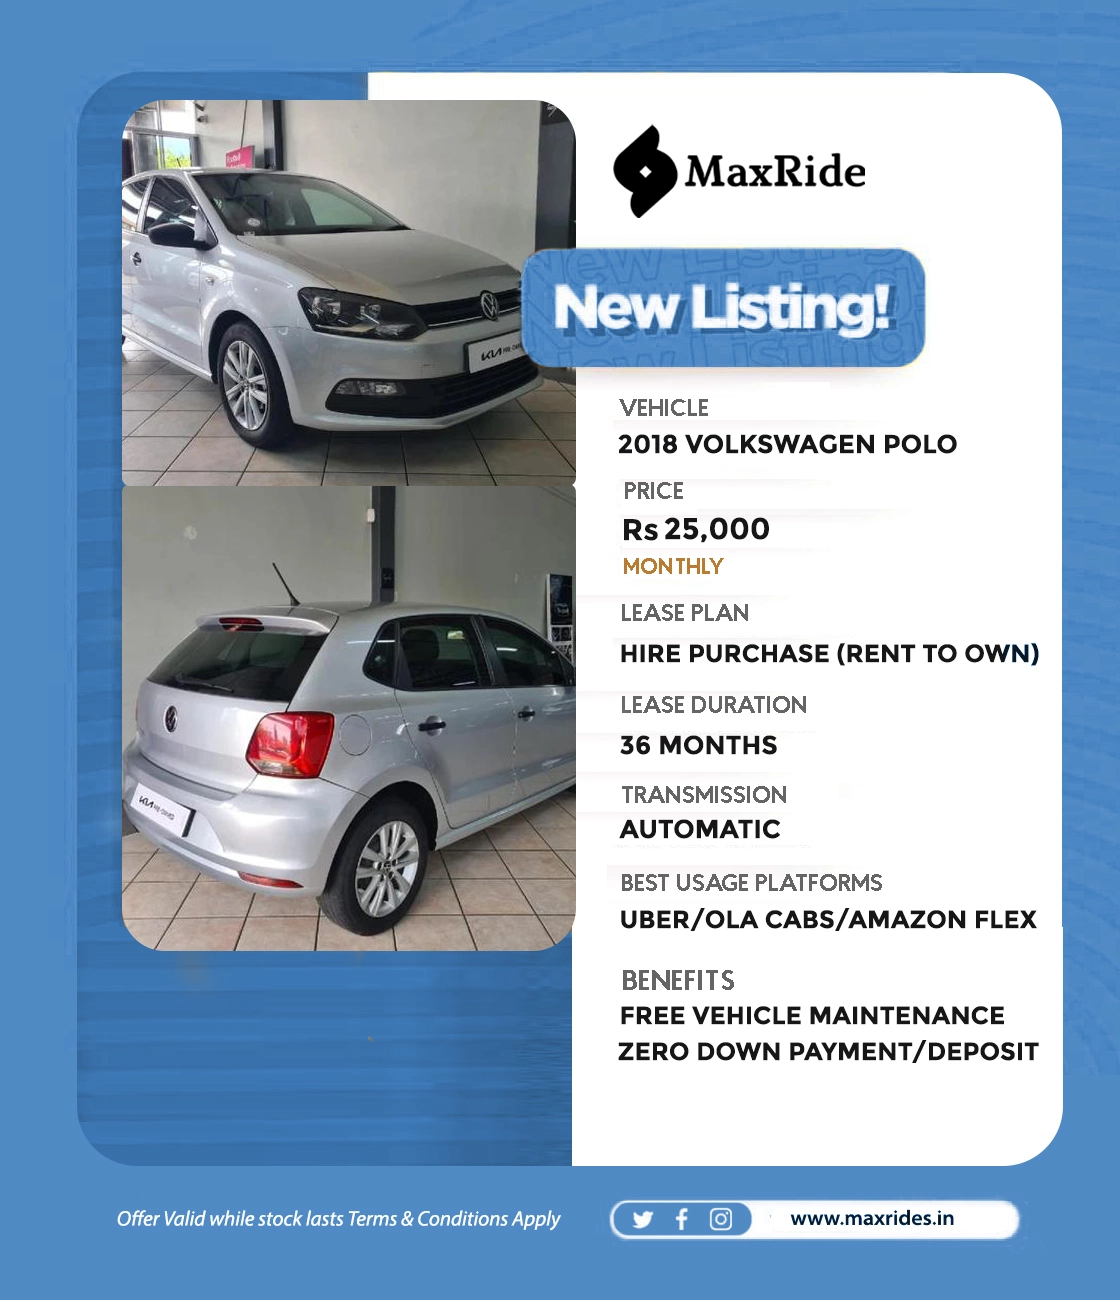 MaxRide
New Listing!
VEHICLE
2018 VOLKSWAGEN POLO
PRICE
Rs 25,000
MONTHLY
LEASE PLAN
HIRE PURCHASE (RENT TO OWN)
LEASE DURATION
36 MONTHS
TRANSMISSION
AUTOMATIC
BEST USAGE PLATFORMS
UBER/OLA CABS/AMAZON FLEX
BENEFITS
FREE VEHICLE MAINTENANCE
ZERO DOWN PAYMENT/DEPOSIT
Offer Valid while stock lasts Terms & Conditions Apply
www.maxrides.in
KIA
KIA